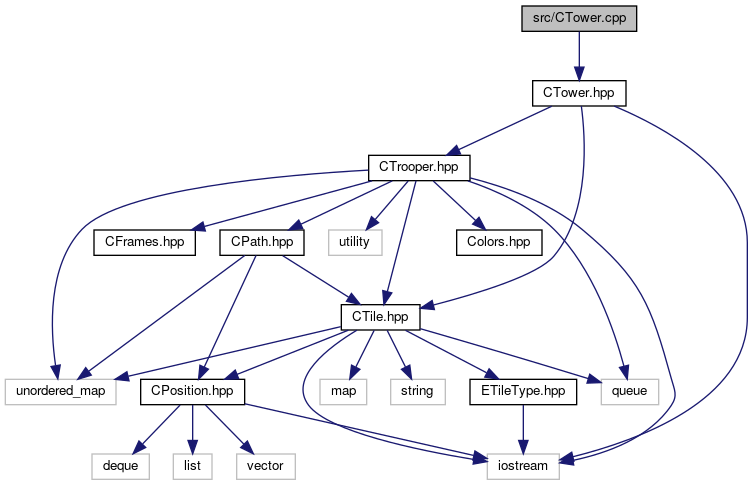 src/CTower.cpp
CTower.hpp
CTrooper.hpp
CFrames.hpp
CPath.hpp
utility
Colors.hpp
CTile.hpp
unordered_map
CPosition.hpp
map
string
ETileType.hpp
queue
deque
list
vector
iostream